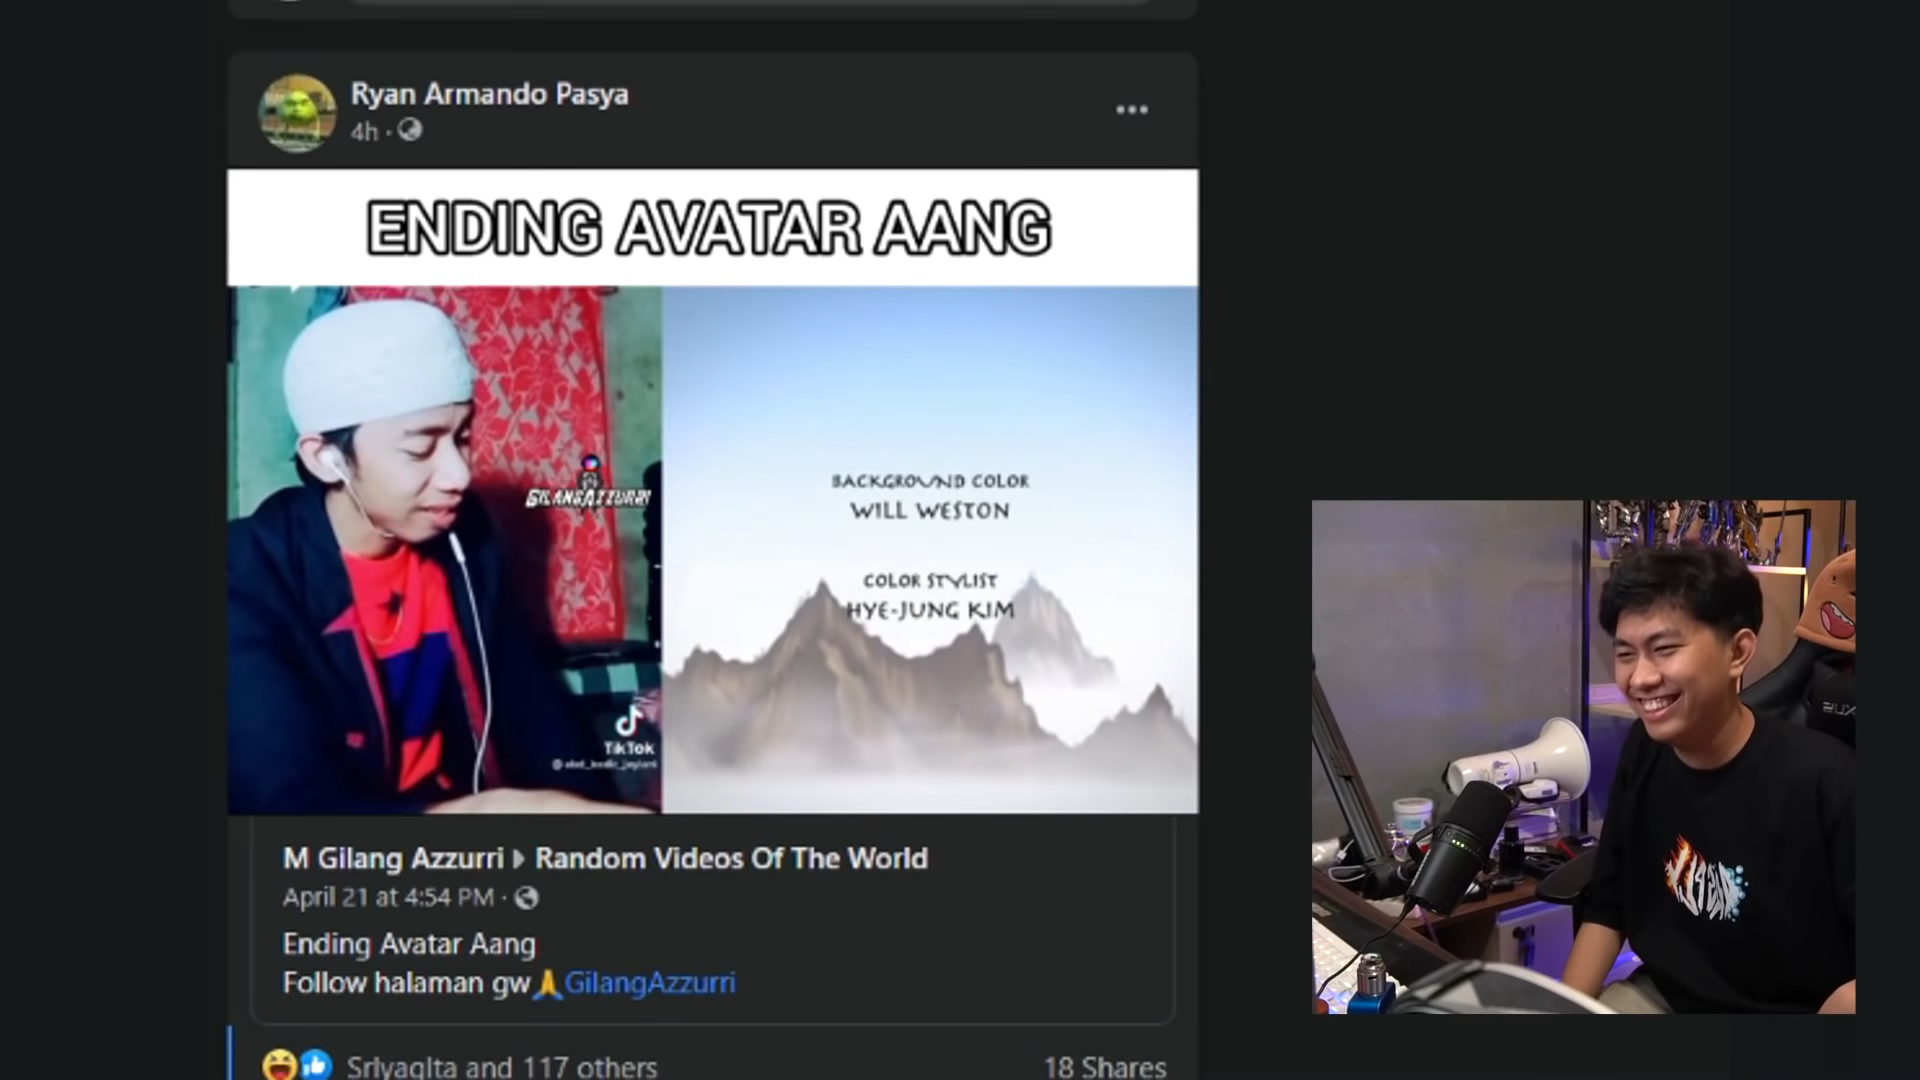 Ryan Armando Pasya
4h ·
ENDING AVATAR AANG
GILANGAZZURRI
BACKGROUND COLOR
WILL WESTON
COLOR STYLIST
HYE-JUNG KIM
TikTok
M Gilang Azzurri ▸ Random Videos Of The World
April 21 at 4:54 PM ·
Ending Avatar Aang
Follow halaman gw🙏GilangAzzurri
Sriyagita and 117 others
18 Shares